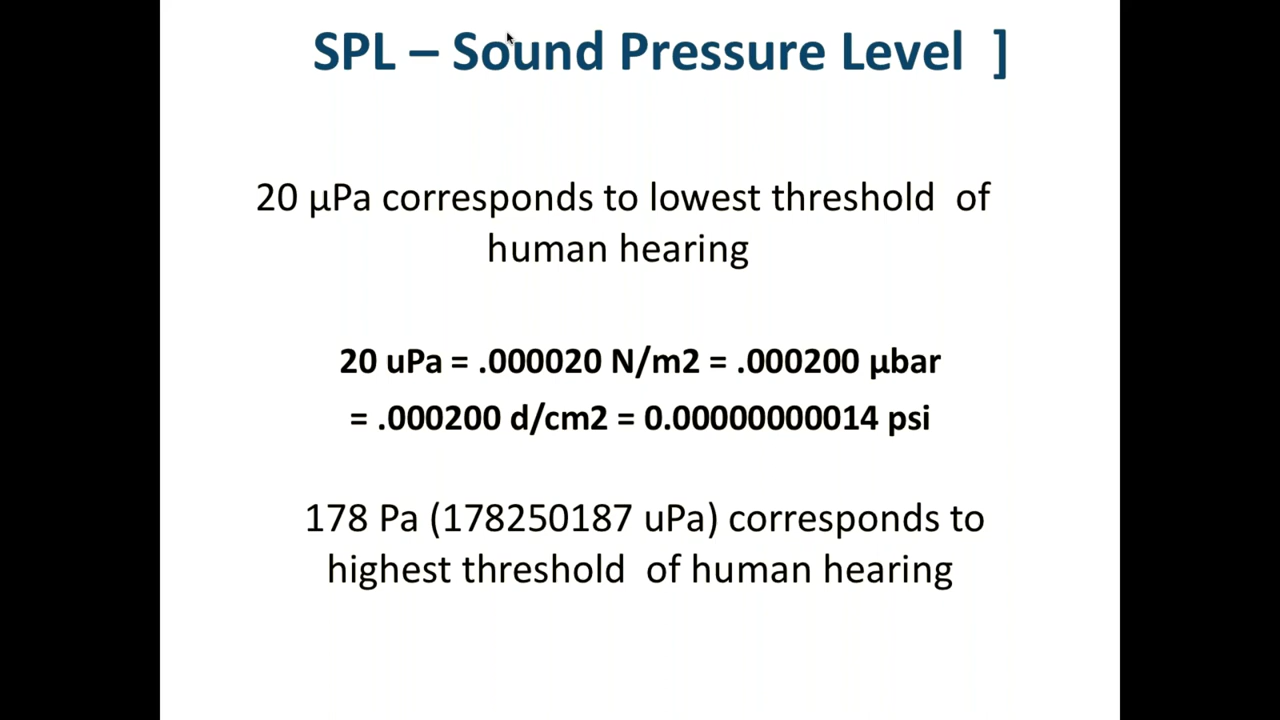 SPL – Sound Pressure Level ]
20 µPa corresponds to lowest threshold of
human hearing
20 uPa = .000020 N/m2 = .000200 µbar
= .000200 d/cm2 = 0.00000000014 psi
178 Pa (178250187 uPa) corresponds to
highest threshold of human hearing